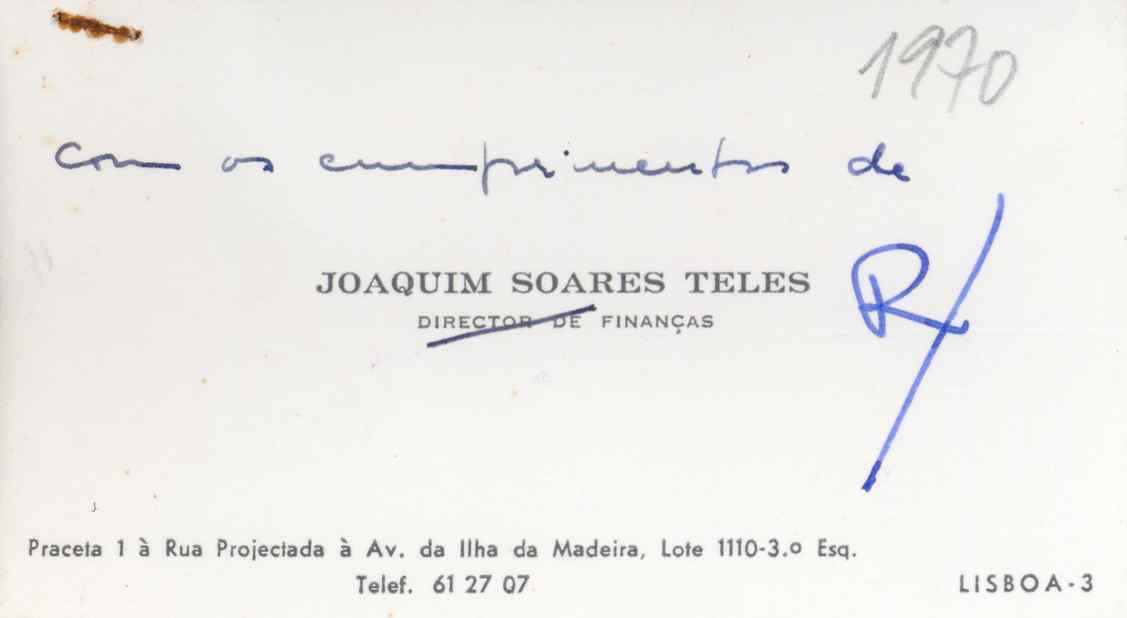 1970
com os cumprimentos de
JOAQUIM SOARES TELES
R/
DIRECTOR DE FINANÇAS
Praceta 1 à Rua Projectada à Av. da Ilha da Madeira, Lote 1110-3.º Esq.
Telef. 61 27 07
LISBOA-3